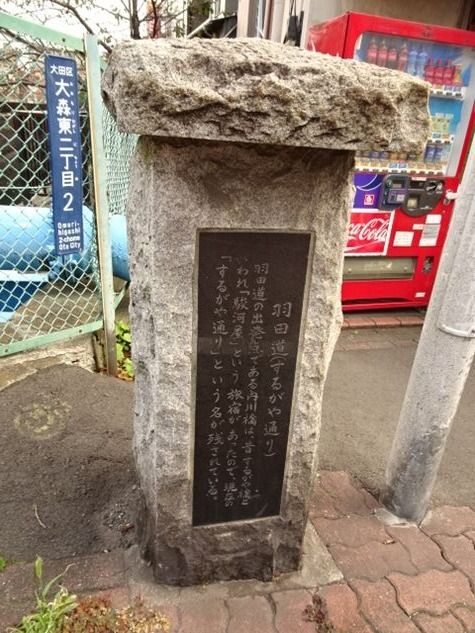 大田区
大森東二丁目2
Omori-
higashi
2-chome
Ota City
羽田道(するがや通り)
羽田道の出発点である内川橋は、昔するがや橋と
いわれ「駿河屋」という旅宿があったので現在の
「するがや通り」という名が残されている。
Coca-Cola